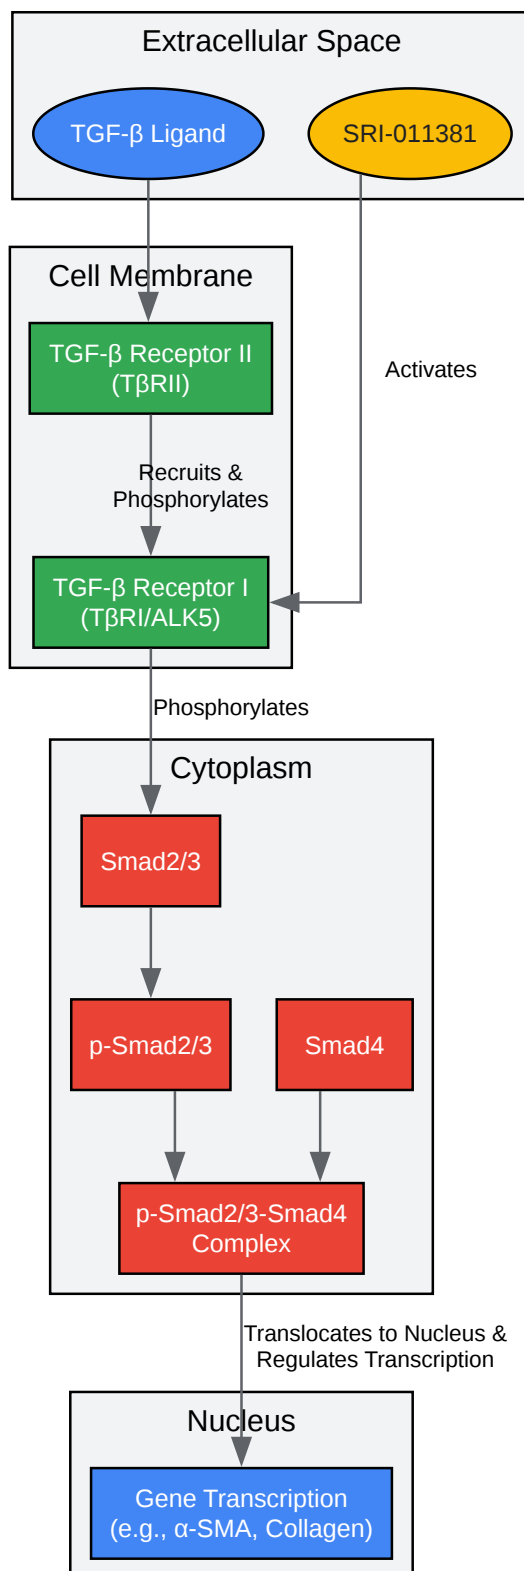 Extracellular Space
TGF-β Ligand
SRI-011381
Cell Membrane
TGF-β Receptor II
(TβRII)
Activates
Recruits &
Phosphorylates
TGF-β Receptor I
(TβRI/ALK5)
Phosphorylates
Cytoplasm
Smad2/3
p-Smad2/3
Smad4
p-Smad2/3-Smad4
Complex
Translocates to Nucleus &
Regulates Transcription
Nucleus
Gene Transcription
(e.g., α-SMA, Collagen)